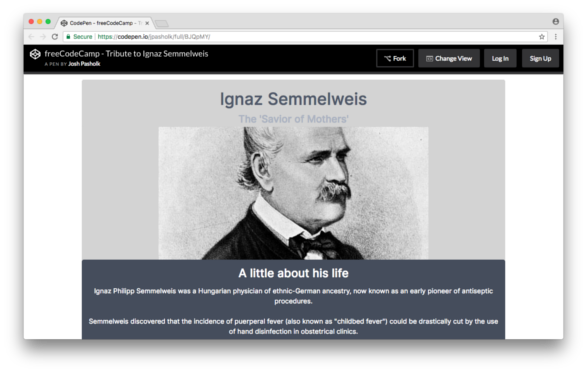 CodePen - freeCodeCamp - Tr
Secure https://codepen.io/jpasholk/full/BJQpMY/
freeCodeCamp - Tribute to Ignaz Semmelweis
A PEN BY Josh Pasholk
Fork
Change View
Log In
Sign Up
Ignaz Semmelweis
The 'Savior of Mothers'
A little about his life
Ignaz Philipp Semmelweis was a Hungarian physician of ethnic-German ancestry, now known as an early pioneer of antiseptic
procedures.
Semmelweis discovered that the incidence of puerperal fever (also known as "childbed fever") could be drastically cut by the use
of hand disinfection in obstetrical clinics.